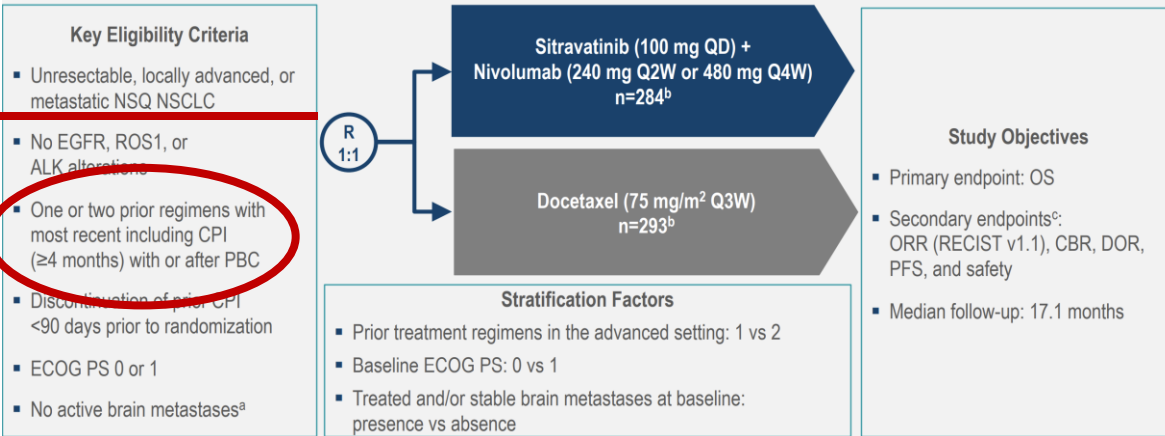 Key Eligibility Criteria
▪ Unresectable, locally advanced, or
metastatic NSQ NSCLC
▪ No EGFR, ROS1, or
ALK alterations
▪ One or two prior regimens with
most recent including CPI
(≥4 months) with or after PBC
▪ Discontinuation of prior CPI
<90 days prior to randomization
▪ ECOG PS 0 or 1
▪ No active brain metastasesᵃ
R
1:1
Sitravatinib (100 mg QD) +
Nivolumab (240 mg Q2W or 480 mg Q4W)
n=284ᵇ
Docetaxel (75 mg/m² Q3W)
n=293ᵇ
Stratification Factors
▪ Prior treatment regimens in the advanced setting: 1 vs 2
▪ Baseline ECOG PS: 0 vs 1
▪ Treated and/or stable brain metastases at baseline:
presence vs absence
Study Objectives
▪ Primary endpoint: OS
▪ Secondary endpointsᶜ:
ORR (RECIST v1.1), CBR, DOR,
PFS, and safety
▪ Median follow-up: 17.1 months